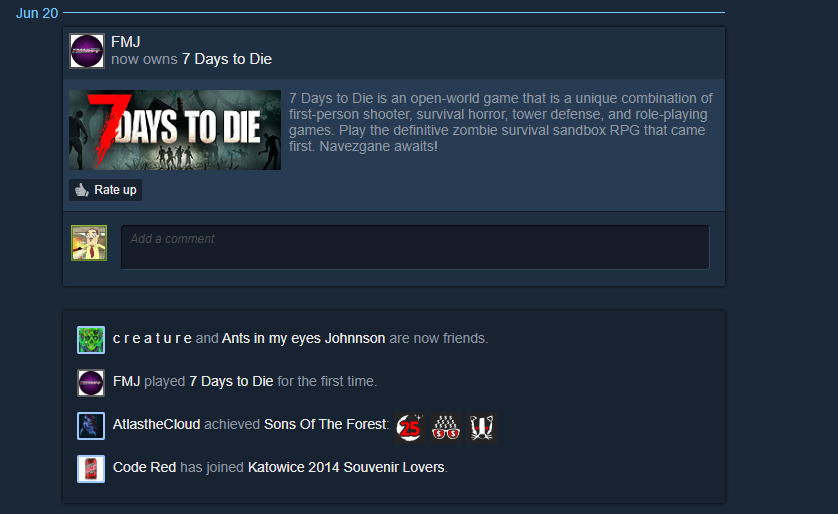 Jun 20
FMJ
now owns 7 Days to Die
7 DAYS TO DIE
7 Days to Die is an open-world game that is a unique combination of
first-person shooter, survival horror, tower defense, and role-playing
games. Play the definitive zombie survival sandbox RPG that came
first. Navezgane awaits!
Rate up
Add a comment
c r e a t u r e and Ants in my eyes Johnnson are now friends.
FMJ played 7 Days to Die for the first time.
AtlastheCloud achieved Sons Of The Forest: 25
Code Red has joined Katowice 2014 Souvenir Lovers.